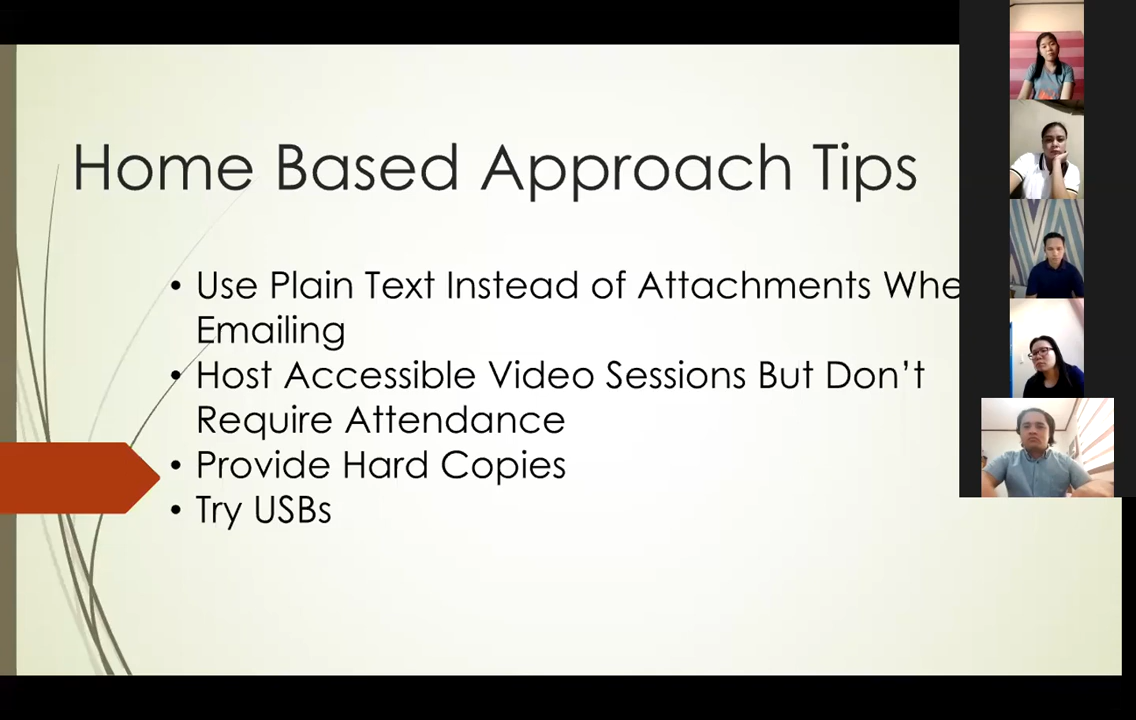 Home Based Approach Tips
• Use Plain Text Instead of Attachments Whe
Emailing
• Host Accessible Video Sessions But Don’t
Require Attendance
• Provide Hard Copies
• Try USBs